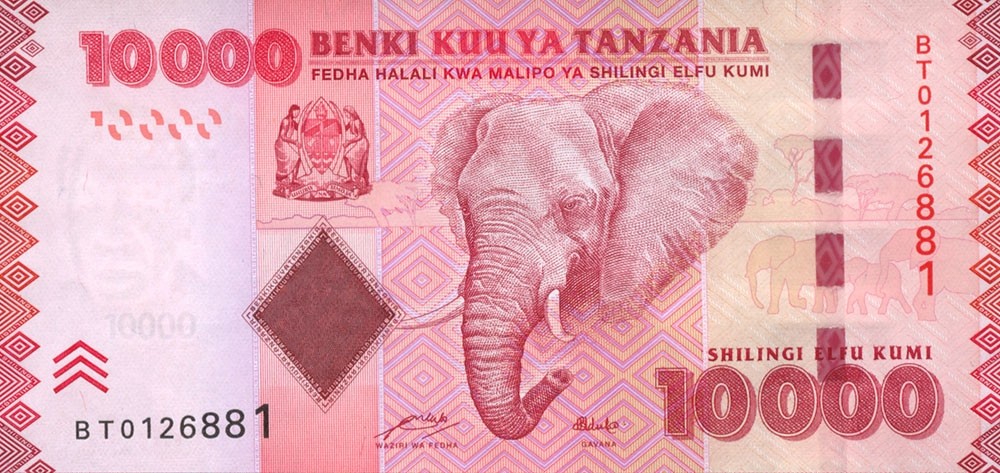 10000 BENKI KUU YA TANZANIA
FEDHA HALALI KWA MALIPO YA SHILINGI ELFU KUMI
10000
BT0126881
10000
SHILINGI ELFU KUMI
10000
BT0126881
WAZIRI WA FEDHA
GAVANA